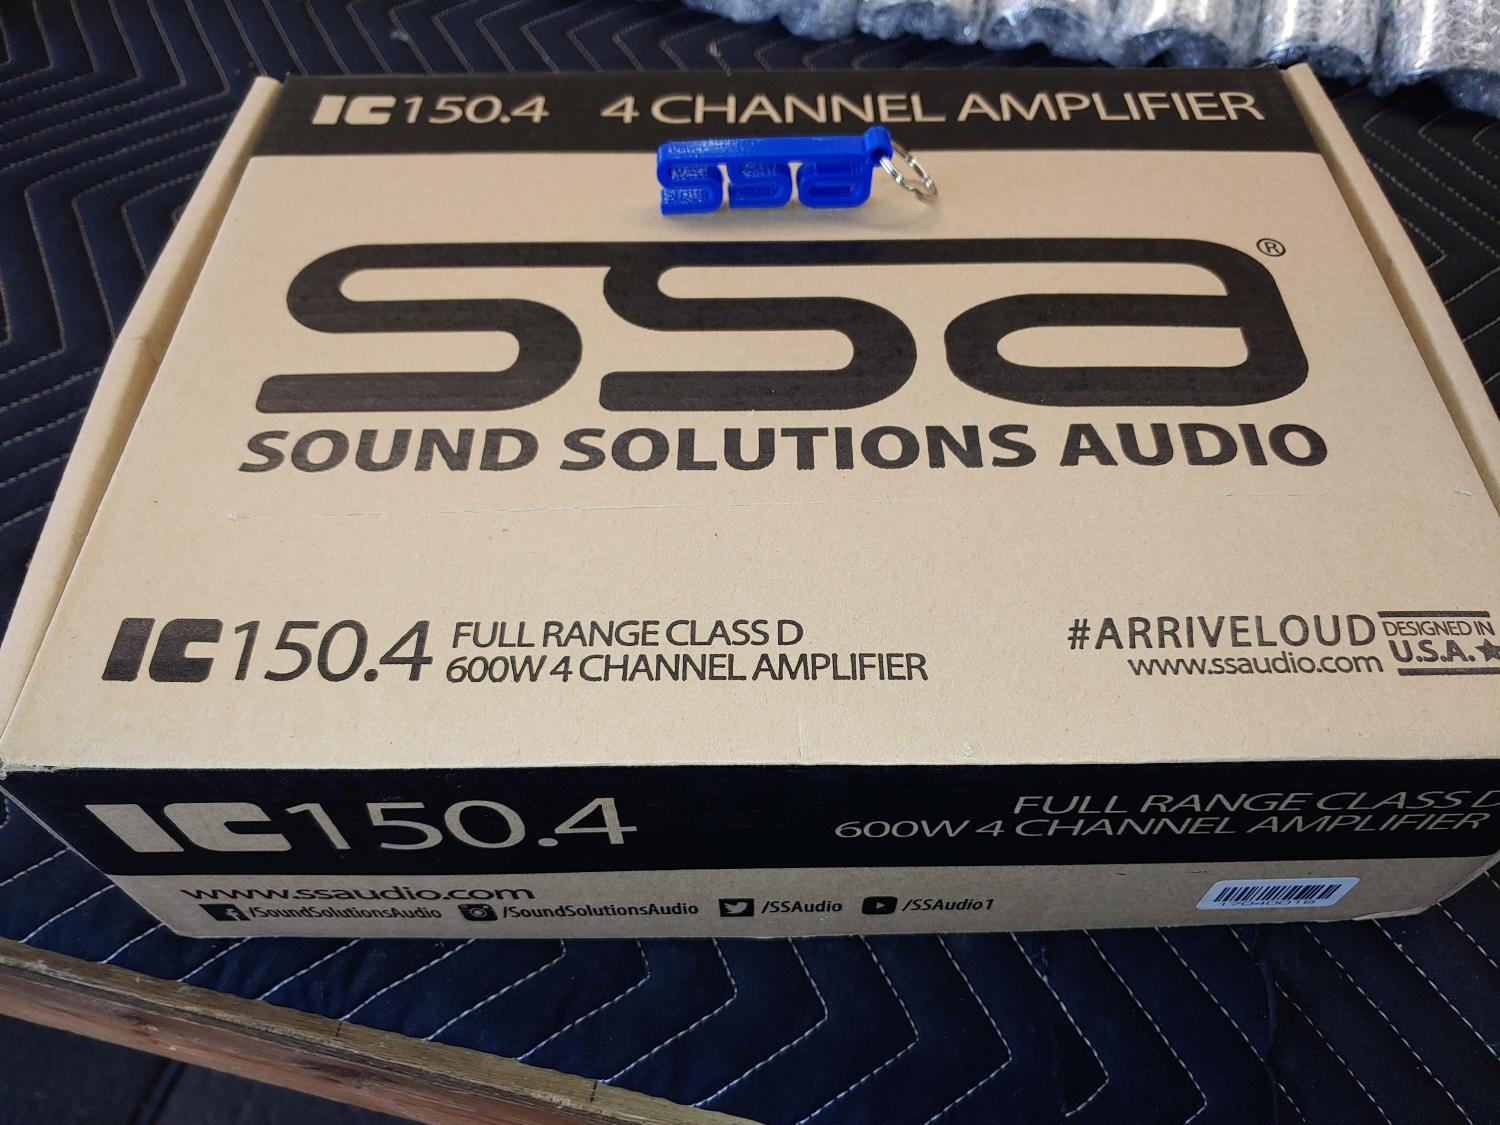 IC150.4 4 CHANNEL AMPLIFIER
ssa
ssa®
SOUND SOLUTIONS AUDIO
IC150.4 FULL RANGE CLASS D
600W 4 CHANNEL AMPLIFIER
#ARRIVELOUD DESIGNED IN
www.ssaudio.com U.S.A.
IC150.4 FULL RANGE CLASS D
600W 4 CHANNEL AMPLIFIER
www.ssaudio.com
/SoundSolutionsAudio /SoundSolutionsAudio /SSAudio /SSAudio1